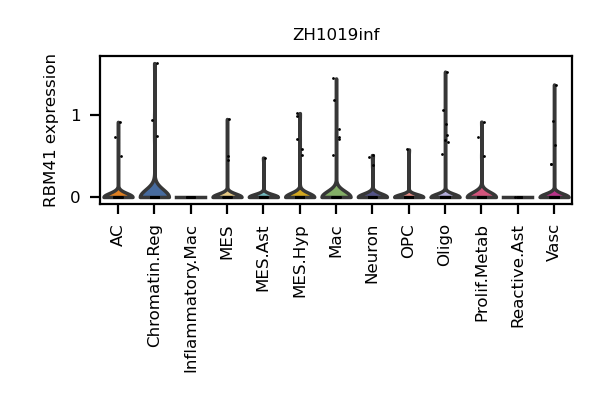 ZH1019inf
RBM41 expression
1
0
AC
Chromatin.Reg
Inflammatory.Mac
MES
MES.Ast
MES.Hyp
Mac
Neuron
OPC
Oligo
Prolif.Metab
Reactive.Ast
Vasc